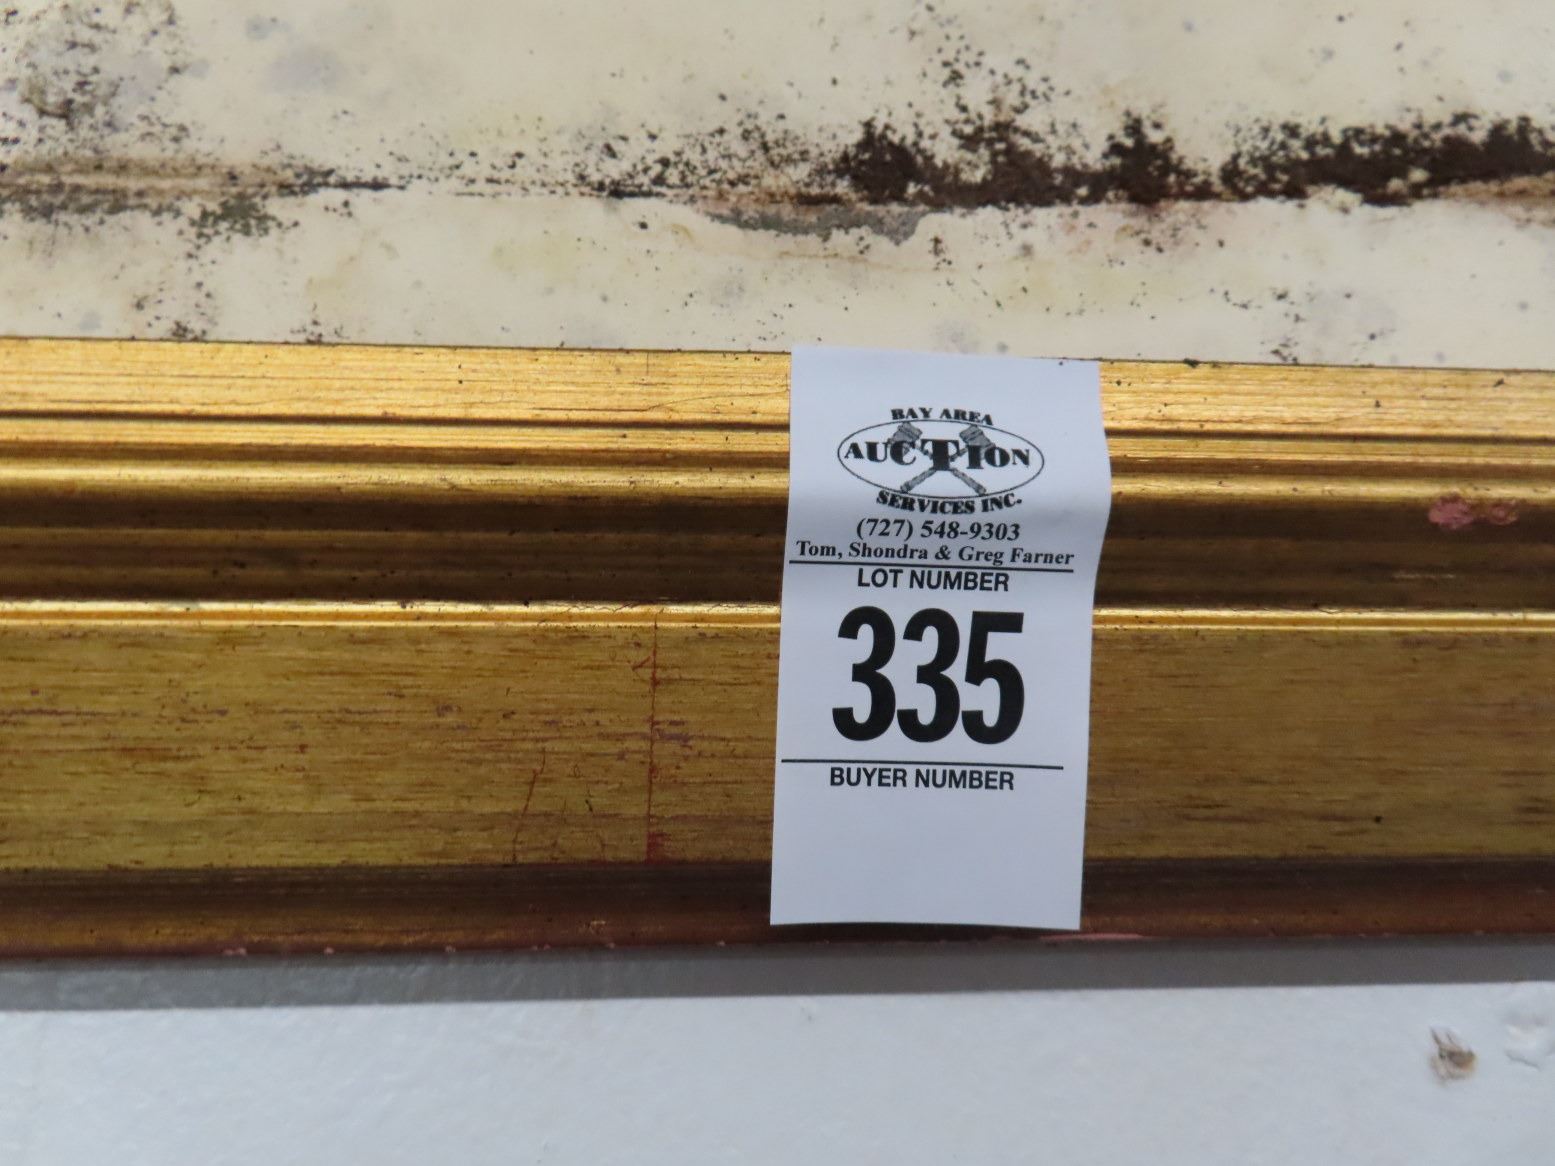 BAY AREA
AUCTION
SERVICES INC.
(727) 548-9303
Tom, Shondra & Greg Farner
LOT NUMBER
335
BUYER NUMBER